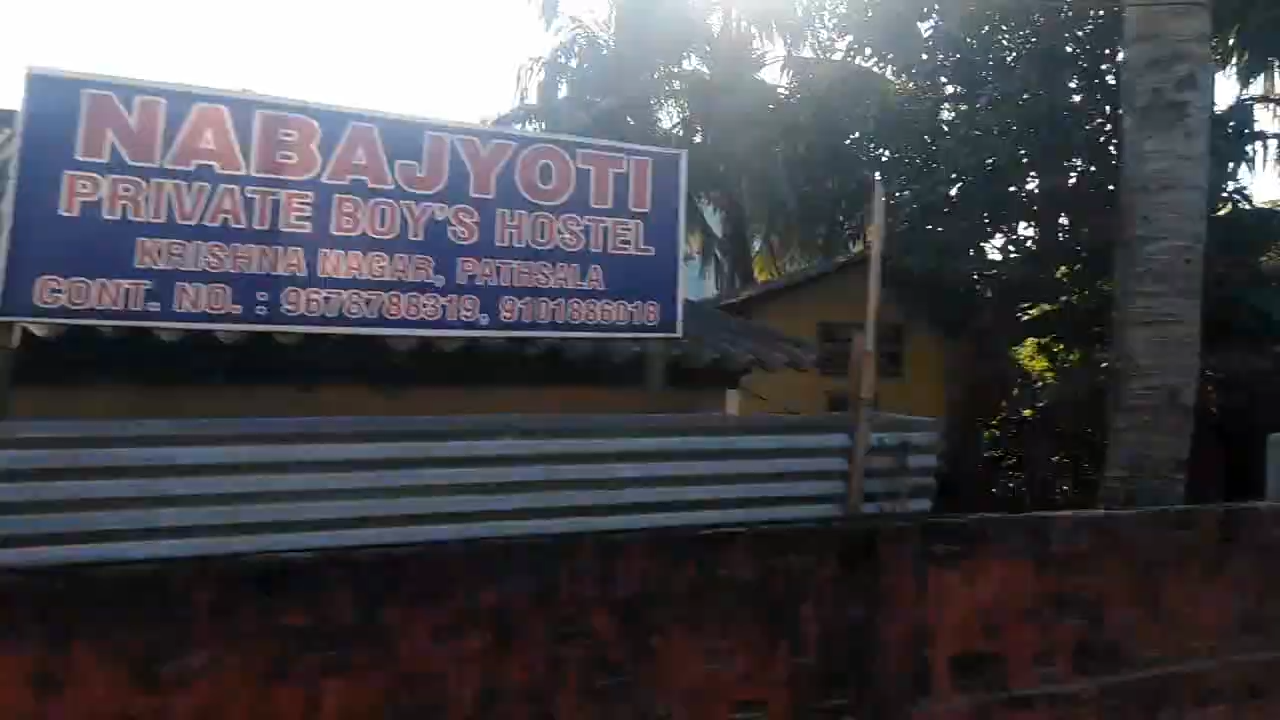 NABAJYOTI
PRIVATE BOY'S HOSTEL
KRISHNA NAGAR, PATHSALA
CONT. NO. : 9678788319, 9101886018